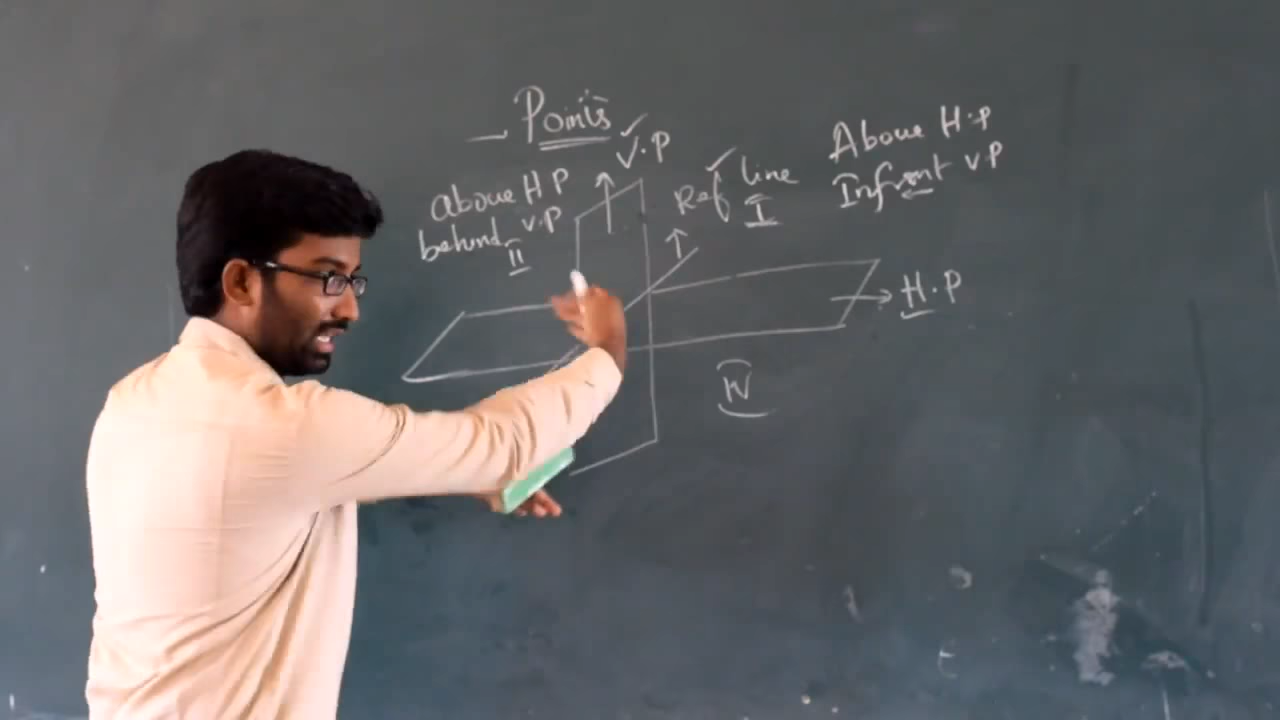 Points
V.P
above H P
behind V.P
II
Ref line
I
Above H.P
Infront V P
H.P
IV